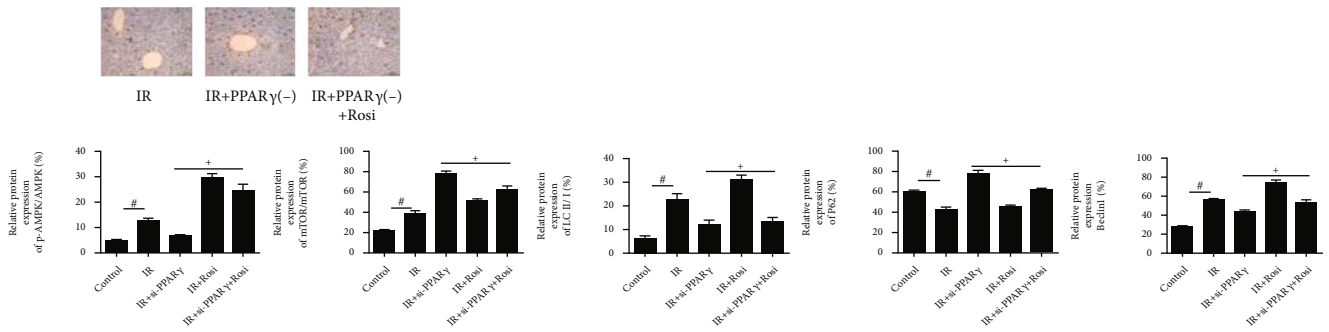 IR
IR+PPARγ(–)
IR+PPARγ(–)
+Rosi
Relative protein
expression
of p-AMPK/AMPK (%)
40
30
20
10
0
#
+
Control
IR
IR+si-PPARγ
IR+Rosi
IR+si-PPARγ+Rosi
Relative protein
expression
of mTOR/mTOR (%)
100
80
60
40
20
0
#
+
Control
IR
IR+si-PPARγ
IR+Rosi
IR+si-PPARγ+Rosi
Relative protein
expression
of LC II/ I (%)
40
30
20
10
0
#
+
Control
IR
IR+si-PPARγ
IR+Rosi
IR+si-PPARγ+Rosi
Relative protein
expression
of P62 (%)
100
80
60
40
20
0
#
+
Control
IR
IR+si-PPARγ
IR+Rosi
IR+si-PPARγ+Rosi
Relative protein
expression
Beclin1 (%)
100
80
60
40
20
0
#
+
Control
IR
IR+si-PPARγ
IR+Rosi
IR+si-PPARγ+Rosi